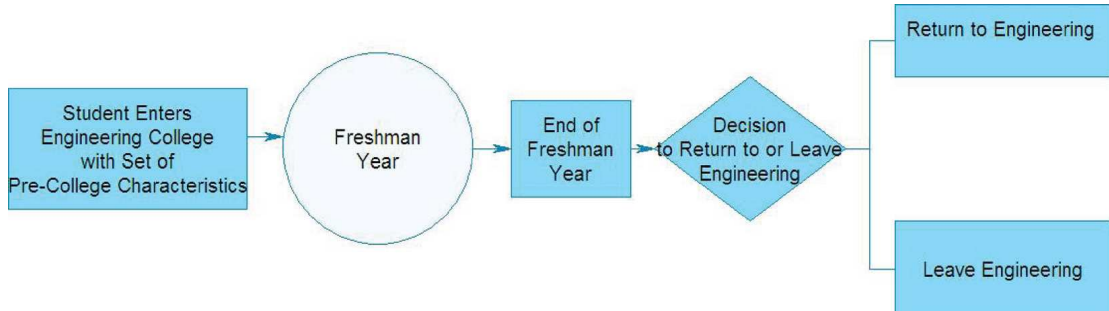 Student Enters
Engineering College
with Set of
Pre-College Characteristics
Freshman
Year
End of
Freshman
Year
Decision
to Return to or Leave
Engineering
Return to Engineering
Leave Engineering